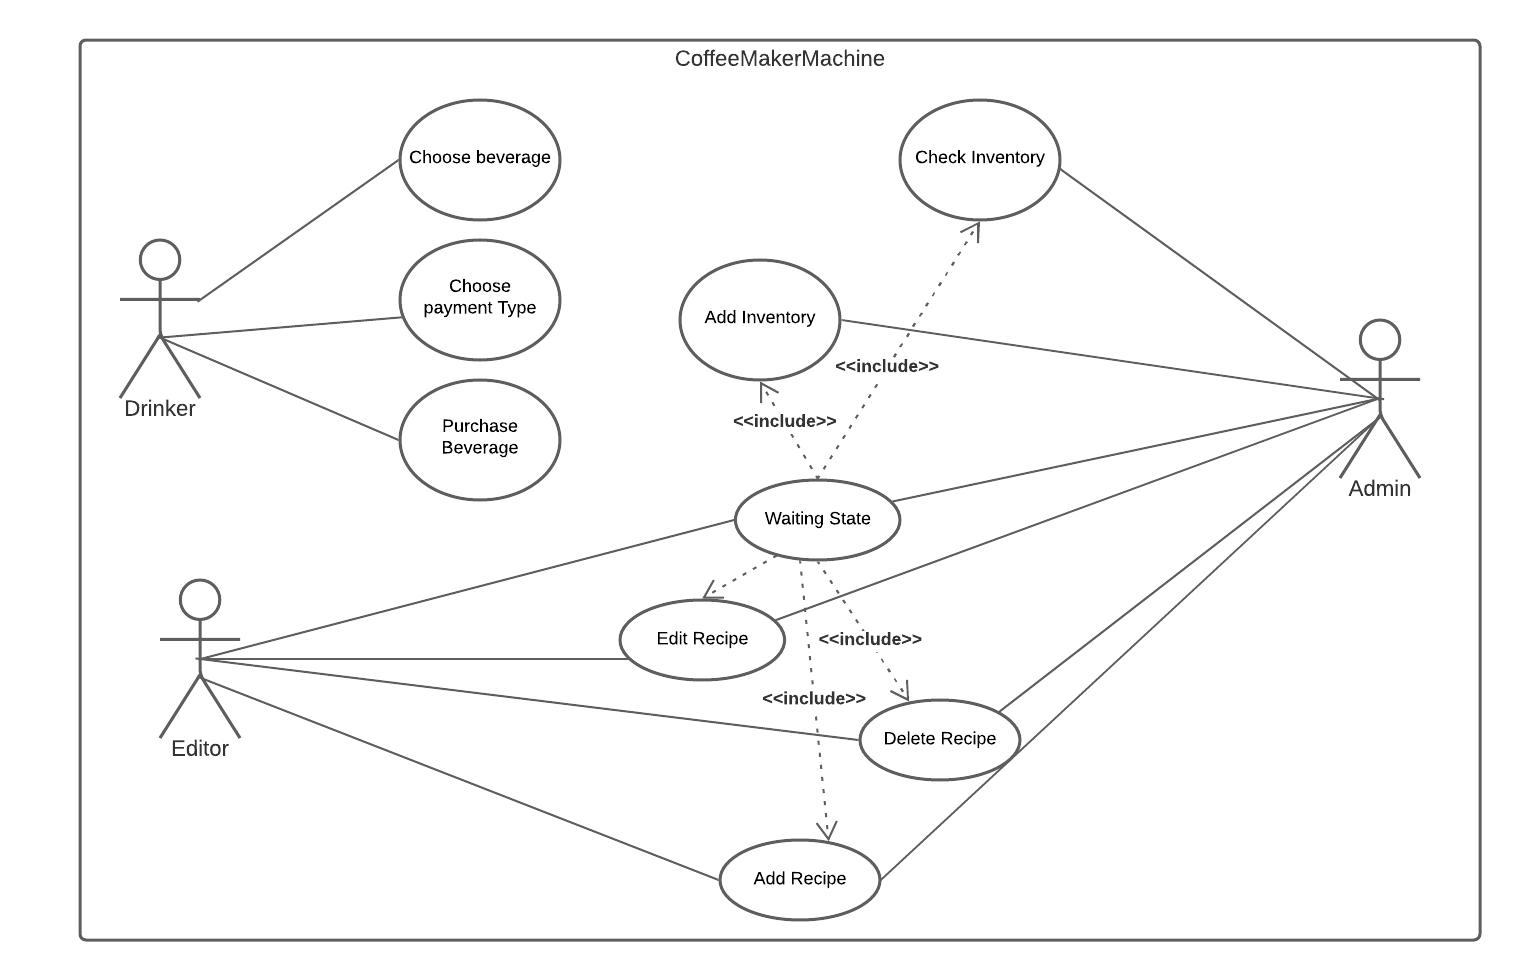 CoffeeMakerMachine
Choose beverage
Check Inventory
Choose
payment Type
Add Inventory
<<include>>
Drinker
<<include>>
Purchase
Beverage
Admin
Waiting State
Edit Recipe
<<include>>
<<include>>
Editor
Delete Recipe
Add Recipe